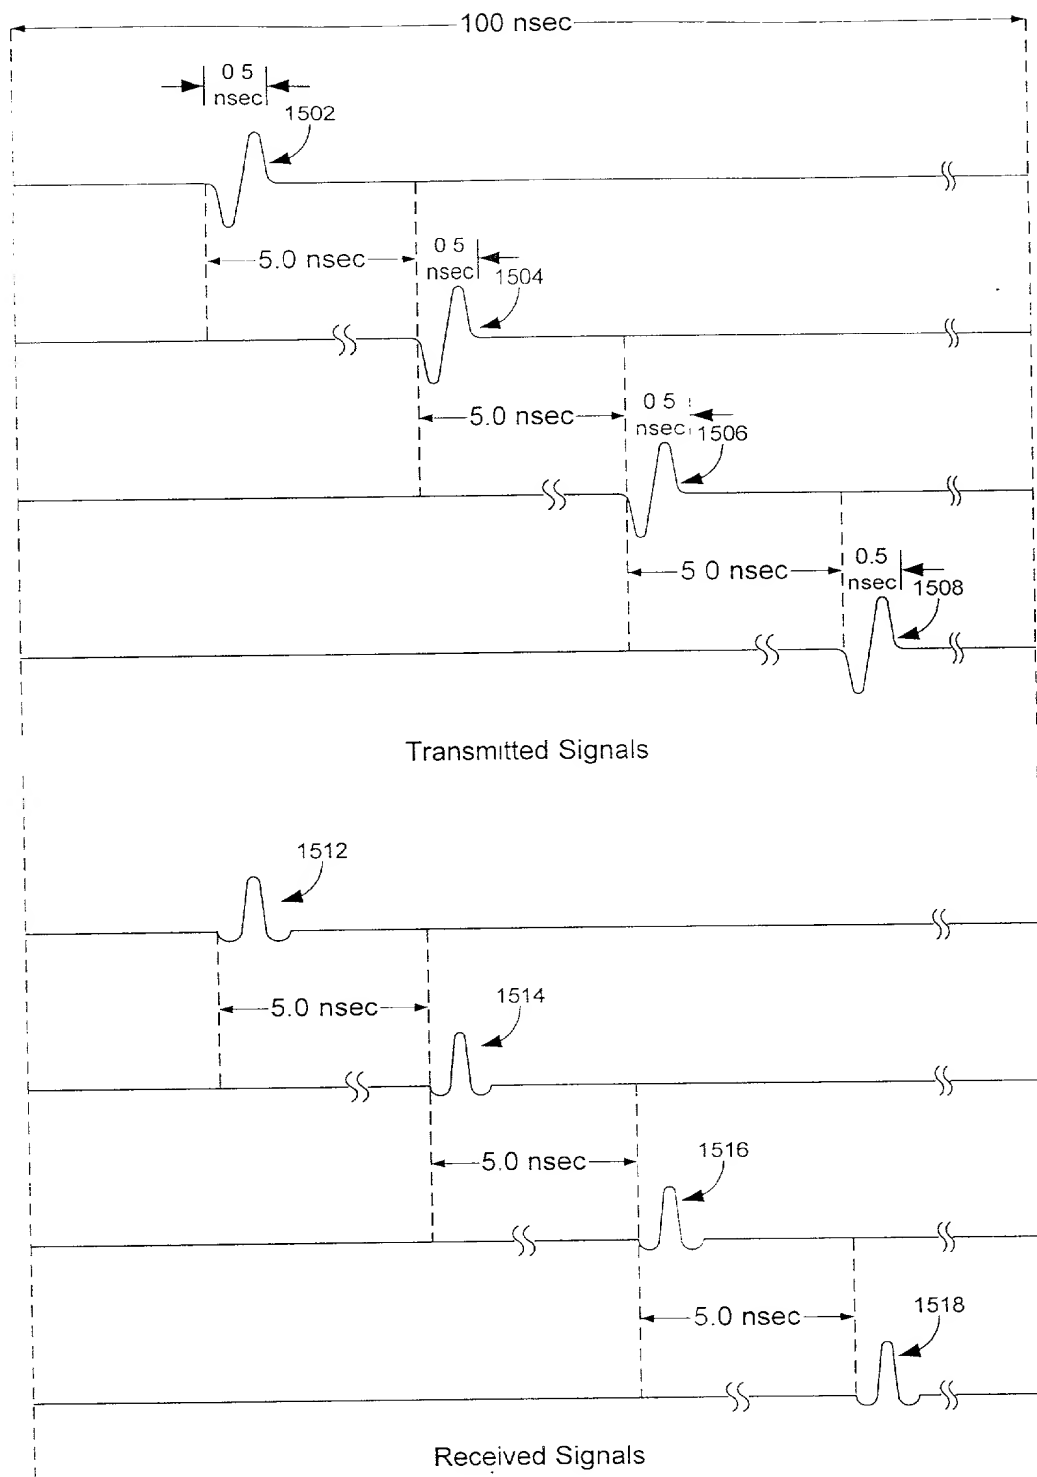 100 nsec
0 5
nsec
1502
5.0 nsec
0 5
nsec
1504
5.0 nsec
0 5
nsec
1506
5 0 nsec
0.5
nsec
1508
Transmitted Signals
1512
5.0 nsec
1514
5.0 nsec
1516
5.0 nsec
1518
Received Signals